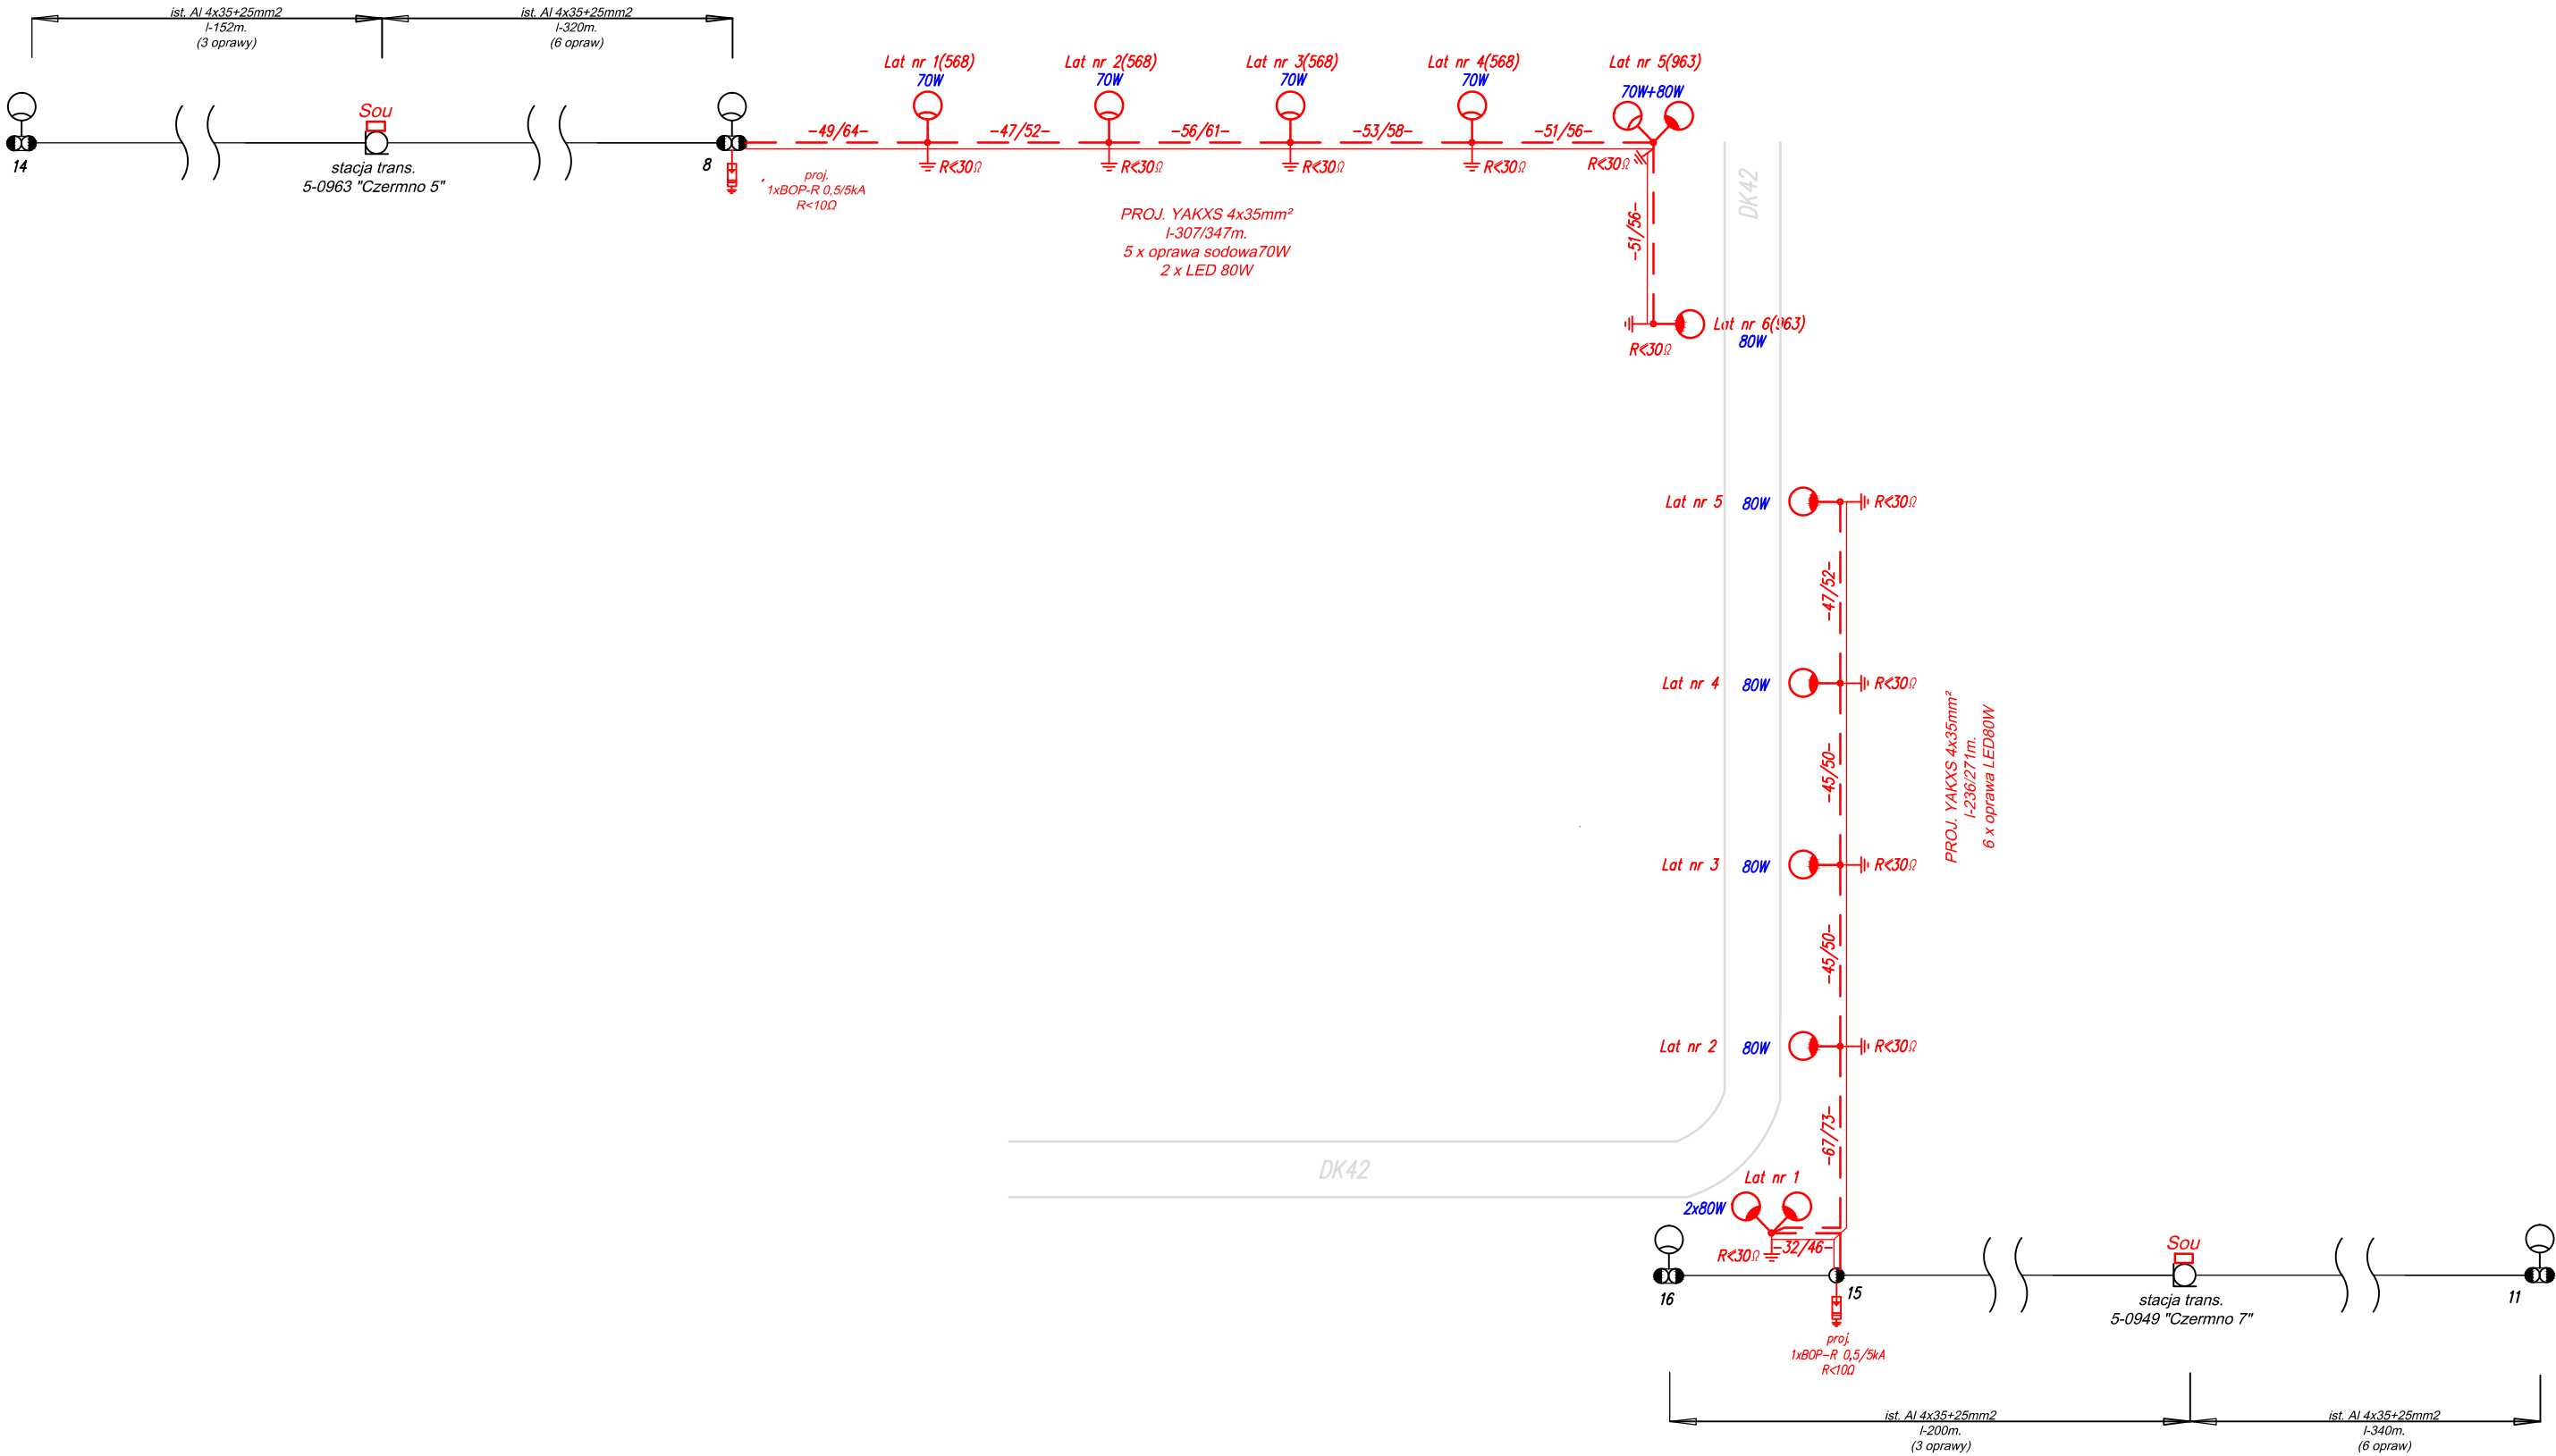 ist. Al 4x35+25mm2
l-152m.
(3 oprawy)
ist. Al 4x35+25mm2
l-320m.
(6 opraw)
Lat nr 1(568)
70W
Lat nr 2(568)
70W
Lat nr 3(568)
70W
Lat nr 4(568)
70W
Lat nr 5(963)
70W+80W
Sou
14
stacja trans.
5-0963 "Czermno 5"
8
-49/64-
-47/52-
-56/61-
-53/58-
-51/56-
R<30Ω
R<30Ω
R<30Ω
R<30Ω
R<30Ω
proj.
1xBOP-R 0,5/5kA
R<10Ω
PROJ. YAKXS 4x35mm²
l-307/347m.
5 x oprawa sodowa70W
2 x LED 80W
DK42
-51/56-
Lat nr 6(963)
80W
R<30Ω
Lat nr 5
80W
R<30Ω
-47/52-
Lat nr 4
80W
R<30Ω
-45/50-
PROJ. YAKXS 4x35mm²
l-236/271m.
6 x oprawa LED80W
Lat nr 3
80W
R<30Ω
-45/50-
Lat nr 2
80W
R<30Ω
-67/73-
DK42
Lat nr 1
2x80W
R<30Ω
-32/46-
Sou
16
15
stacja trans.
5-0949 "Czermno 7"
11
proj.
1xBOP-R 0,5/5kA
R<10Ω
ist. Al 4x35+25mm2
l-200m.
(3 oprawy)
ist. Al 4x35+25mm2
l-340m.
(6 opraw)